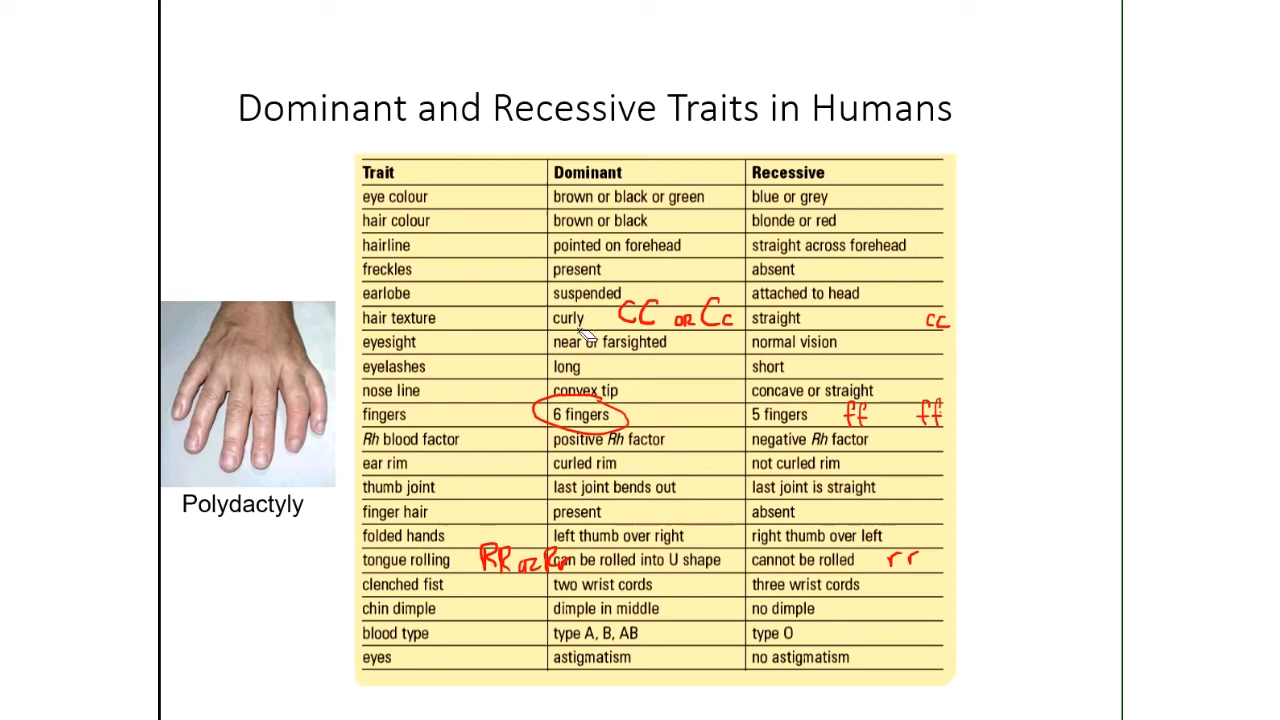 Dominant and Recessive Traits in Humans
Trait Dominant Recessive
eye colour brown or black or green blue or grey
hair colour brown or black blonde or red
hairline pointed on forehead straight across forehead
freckles present absent
earlobe suspended attached to head
hair texture curly CC OR Cc straight cc
eyesight near or farsighted normal vision
eyelashes long short
nose line convex tip concave or straight
fingers 6 fingers 5 fingers ff ff
Rh blood factor positive Rh factor negative Rh factor
ear rim curled rim not curled rim
thumb joint last joint bends out last joint is straight
finger hair present absent
folded hands left thumb over right right thumb over left
tongue rolling RR or Rr can be rolled into U shape cannot be rolled rr
clenched fist two wrist cords three wrist cords
chin dimple dimple in middle no dimple
blood type type A, B, AB type O
eyes astigmatism no astigmatism
Polydactyly